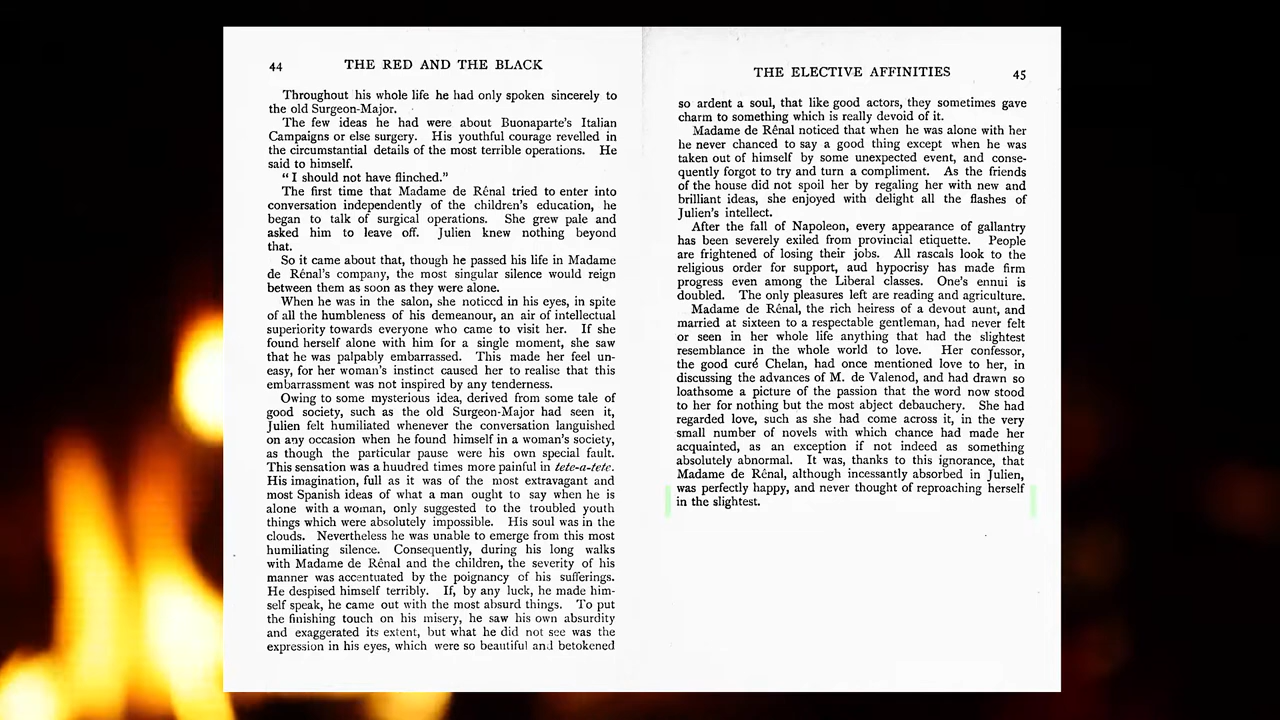 44 THE RED AND THE BLACK
Throughout his whole life he had only spoken sincerely to
the old Surgeon-Major.
The few ideas he had were about Buonaparte's Italian
Campaigns or else surgery. His youthful courage revelled in
the circumstantial details of the most terrible operations. He
said to himself.
“ I should not have flinched.”
The first time that Madame de Rênal tried to enter into
conversation independently of the children's education, he
began to talk of surgical operations. She grew pale and
asked him to leave off. Julien knew nothing beyond
that.
So it came about that, though he passed his life in Madame
de Rênal's company, the most singular silence would reign
between them as soon as they were alone.
When he was in the salon, she noticed in his eyes, in spite
of all the humbleness of his demeanour, an air of intellectual
superiority towards everyone who came to visit her. If she
found herself alone with him for a single moment, she saw
that he was palpably embarrassed. This made her feel un-
easy, for her woman's instinct caused her to realise that this
embarrassment was not inspired by any tenderness.
Owing to some mysterious idea, derived from some tale of
good society, such as the old Surgeon-Major had seen it,
Julien felt humiliated whenever the conversation languished
on any occasion when he found himself in a woman's society,
as though the particular pause were his own special fault.
This sensation was a huudred times more painful in tete-a-tete.
His imagination, full as it was of the most extravagant and
most Spanish ideas of what a man ought to say when he is
alone with a woman, only suggested to the troubled youth
things which were absolutely impossible. His soul was in the
clouds. Nevertheless he was unable to emerge from this most
humiliating silence. Consequently, during his long walks
with Madame de Rênal and the children, the severity of his
manner was accentuated by the poignancy of his sufferings.
He despised himself terribly. If, by any luck, he made him-
self speak, he came out with the most absurd things. To put
the finishing touch on his misery, he saw his own absurdity
and exaggerated its extent, but what he did not see was the
expression in his eyes, which were so beautiful and betokened
THE ELECTIVE AFFINITIES 45
so ardent a soul, that like good actors, they sometimes gave
charm to something which is really devoid of it.
Madame de Rênal noticed that when he was alone with her
he never chanced to say a good thing except when he was
taken out of himself by some unexpected event, and conse-
quently forgot to try and turn a compliment. As the friends
of the house did not spoil her by regaling her with new and
brilliant ideas, she enjoyed with delight all the flashes of
Julien's intellect.
After the fall of Napoleon, every appearance of gallantry
has been severely exiled from provincial etiquette. People
are frightened of losing their jobs. All rascals look to the
religious order for support, aud hypocrisy has made firm
progress even among the Liberal classes. One's ennui is
doubled. The only pleasures left are reading and agriculture.
Madame de Rênal, the rich heiress of a devout aunt, and
married at sixteen to a respectable gentleman, had never felt
or seen in her whole life anything that had the slightest
resemblance in the whole world to love. Her confessor,
the good curé Chelan, had once mentioned love to her, in
discussing the advances of M. de Valenod, and had drawn so
loathsome a picture of the passion that the word now stood
to her for nothing but the most abject debauchery. She had
regarded love, such as she had come across it, in the very
small number of novels with which chance had made her
acquainted, as an exception if not indeed as something
absolutely abnormal. It was, thanks to this ignorance, that
Madame de Rênal, although incessantly absorbed in Julien,
was perfectly happy, and never thought of reproaching herself
in the slightest.